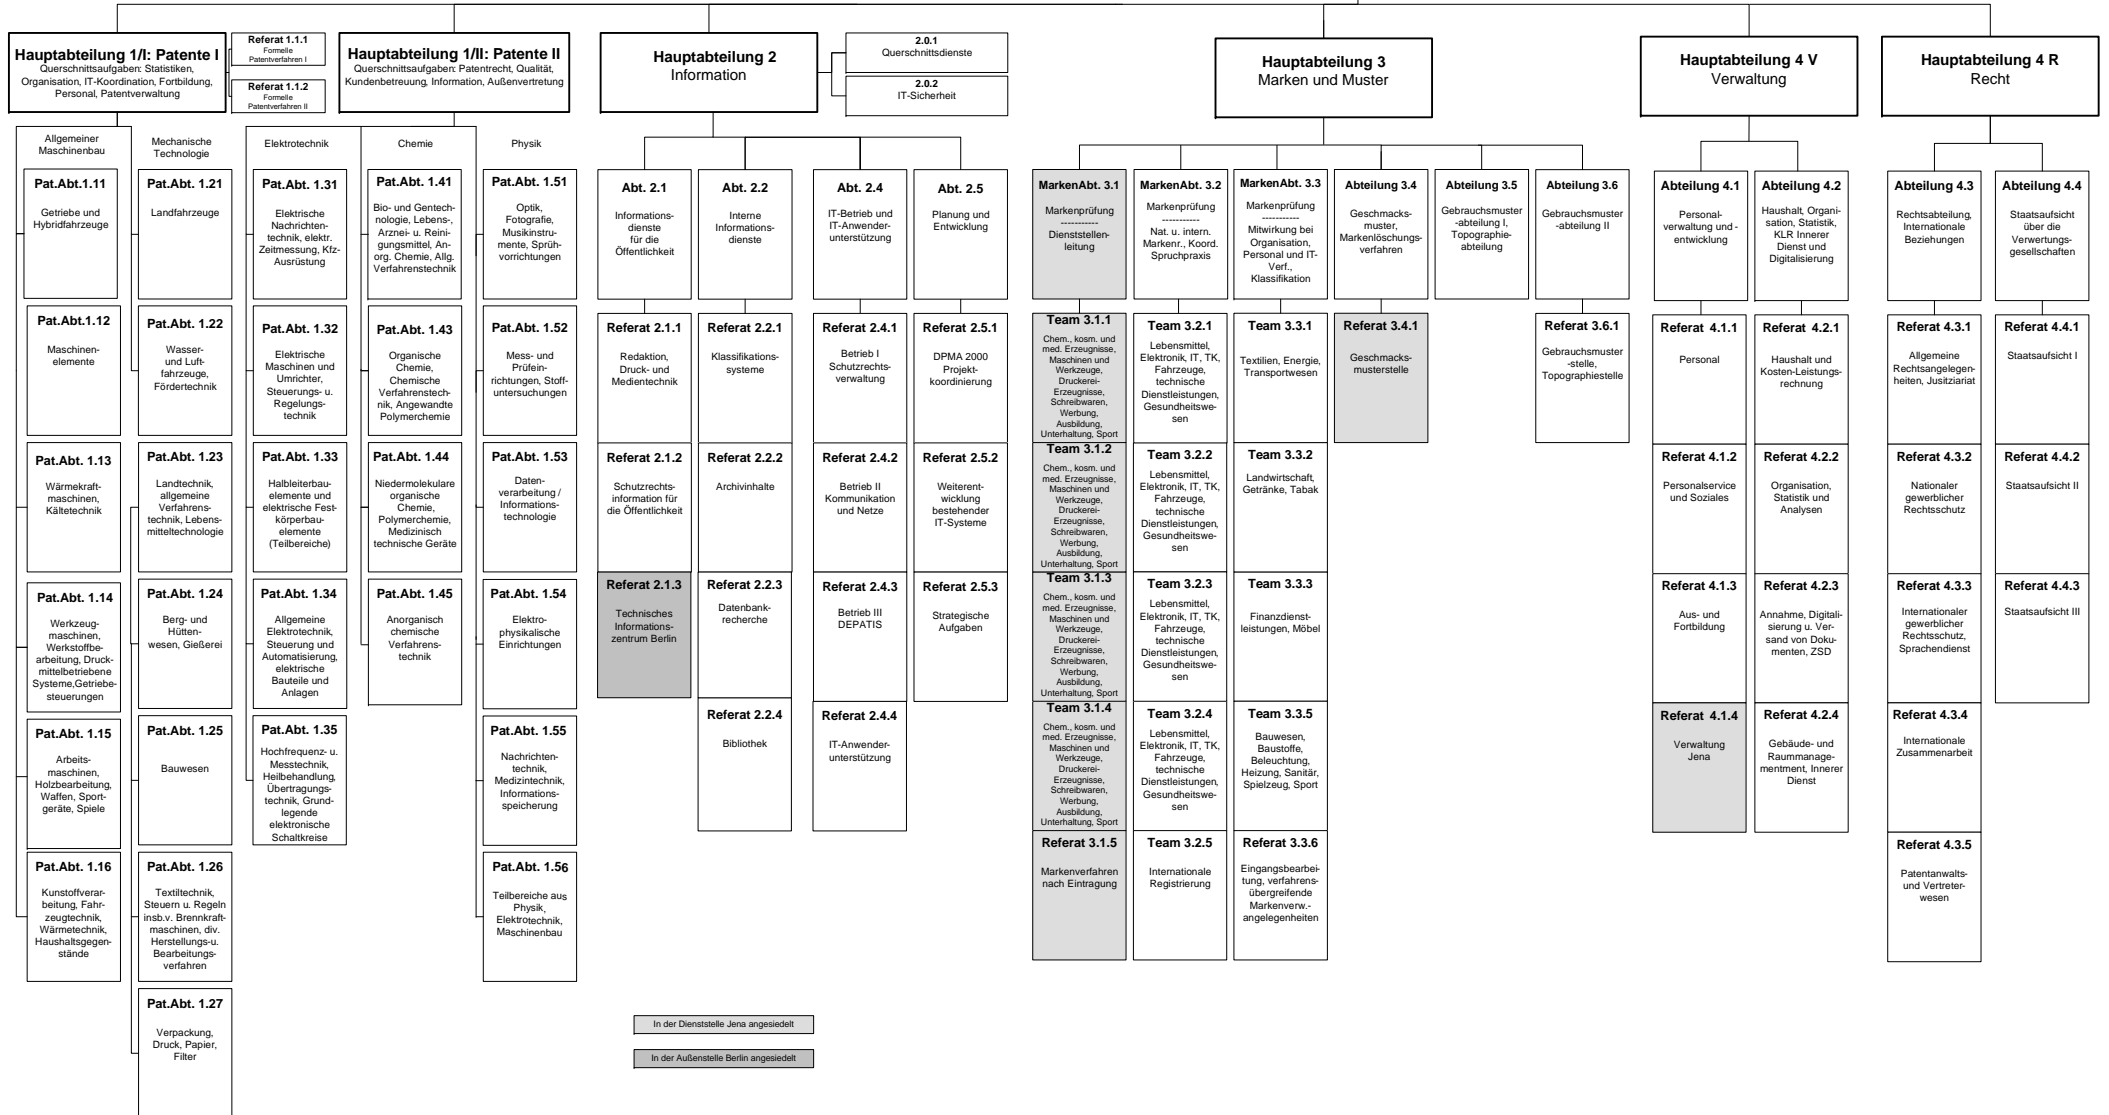 Hauptabteilung 1/I: Patente I
Querschnittsaufgaben: Statistiken,
Organisation, IT-Koordination, Fortbildung,
Personal, Patentverwaltung
Referat 1.1.1
Formelle
Patentverfahren I
Referat 1.1.2
Formelle
Patentverfahren II
Hauptabteilung 1/II: Patente II
Querschnittsaufgaben: Patentrecht, Qualität,
Kundenbetreuung, Information, Außenvertretung
Hauptabteilung 2
Information
2.0.1
Querschnittsdienste
2.0.2
IT-Sicherheit
Hauptabteilung 3
Marken und Muster
Hauptabteilung 4 V
Verwaltung
Hauptabteilung 4 R
Recht
Allgemeiner
Maschinenbau
Pat.Abt.1.11
Getriebe und
Hybridfahrzeuge
Pat.Abt.1.12
Maschinen-
elemente
Pat.Abt. 1.13
Wärmekraft-
maschinen,
Kältetechnik
Pat.Abt. 1.14
Werkzeug-
maschinen,
Werkstoffbe-
arbeitung, Druck-
mittelbetriebene
Systeme,Getriebe-
steuerungen
Pat.Abt. 1.15
Arbeits-
maschinen,
Holzbearbeitung,
Waffen, Sport-
geräte, Spiele
Pat.Abt. 1.16
Kunstoffverar-
beitung, Fahr-
zeugtechnik,
Wärmetechnik,
Haushaltsgegen-
stände
Mechanische
Technologie
Pat.Abt. 1.21
Landfahrzeuge
Pat.Abt. 1.22
Wasser-
und Luft-
fahrzeuge,
Fördertechnik
Pat.Abt. 1.23
Landtechnik,
allgemeine
Verfahrens-
technik, Lebens-
mitteltechnologie
Pat.Abt. 1.24
Berg- und
Hütten-
wesen, Gießerei
Pat.Abt. 1.25
Bauwesen
Pat.Abt. 1.26
Textiltechnik,
Steuern u. Regeln
insb.v. Brennkraft-
maschinen, div.
Herstellungs-u.
Bearbeitungs-
verfahren
Pat.Abt. 1.27
Verpackung,
Druck, Papier,
Filter
Elektrotechnik
Pat.Abt. 1.31
Elektrische
Nachrichten-
technik, elektr.
Zeitmessung, Kfz-
Ausrüstung
Pat.Abt. 1.32
Elektrische
Maschinen und
Umrichter,
Steuerungs- u.
Regelungs-
technik
Pat.Abt. 1.33
Halbleiterbau-
elemente und
elektrische Fest-
körperbau-
elemente
(Teilbereiche)
Pat.Abt. 1.34
Allgemeine
Elektrotechnik,
Steuerung und
Automatisierung,
elektrische
Bauteile und
Anlagen
Pat.Abt. 1.35
Hochfrequenz- u.
Messtechnik,
Heilbehandlung,
Übertragungs-
technik, Grund-
legende
elektronische
Schaltkreise
Chemie
Pat.Abt. 1.41
Bio- und Gentech-
nologie, Lebens-,
Arznei- u. Reini-
gungsmittel, An-
org. Chemie, Allg.
Verfahrenstechnik
Pat.Abt. 1.43
Organische
Chemie,
Chemische
Verfahrenstech-
nik, Angewandte
Polymerchemie
Pat.Abt. 1.44
Niedermolekulare
organische
Chemie,
Polymerchemie,
Medizinisch
technische Geräte
Pat.Abt. 1.45
Anorganisch
chemische
Verfahrens-
technik
Physik
Pat.Abt. 1.51
Optik,
Fotografie,
Musikinstru-
mente, Sprüh-
vorrichtungen
Pat.Abt. 1.52
Mess- und
Prüfein-
richtungen, Stoff-
untersuchungen
Pat.Abt. 1.53
Daten-
verarbeitung /
Informations-
technologie
Pat.Abt. 1.54
Elektro-
physikalische
Einrichtungen
Pat.Abt. 1.55
Nachrichten-
technik,
Medizintechnik,
Informations-
speicherung
Pat.Abt. 1.56
Teilbereiche aus
Physik,
Elektrotechnik,
Maschinenbau
Abt. 2.1
Informations-
dienste
für die
Öffentlichkeit
Referat 2.1.1
Redaktion,
Druck- und
Medientechnik
Referat 2.1.2
Schutzrechts-
information für
die Öffentlichkeit
Referat 2.1.3
Technisches
Informations-
zentrum Berlin
Abt. 2.2
Interne
Informations-
dienste
Referat 2.2.1
Klassifikations-
systeme
Referat 2.2.2
Archivinhalte
Referat 2.2.3
Datenbank-
recherche
Referat 2.2.4
Bibliothek
Abt. 2.4
IT-Betrieb und
IT-Anwender-
unterstützung
Referat 2.4.1
Betrieb I
Schutzrechts-
verwaltung
Referat 2.4.2
Betrieb II
Kommunikation
und Netze
Referat 2.4.3
Betrieb III
DEPATIS
Referat 2.4.4
IT-Anwender-
unterstützung
Abt. 2.5
Planung und
Entwicklung
Referat 2.5.1
DPMA 2000
Projekt-
koordinierung
Referat 2.5.2
Weiterent-
wicklung
bestehender
IT-Systeme
Referat 2.5.3
Strategische
Aufgaben
MarkenAbt. 3.1
Markenprüfung
-----------
Dienststellen-
leitung
Team 3.1.1
Chem., kosm. und
med. Erzeugnisse,
Maschinen und
Werkzeuge,
Druckerei-
Erzeugnisse,
Schreibwaren,
Werbung,
Ausbildung,
Unterhaltung, Sport
Team 3.1.2
Chem., kosm. und
med. Erzeugnisse,
Maschinen und
Werkzeuge,
Druckerei-
Erzeugnisse,
Schreibwaren,
Werbung,
Ausbildung,
Unterhaltung, Sport
Team 3.1.3
Chem., kosm. und
med. Erzeugnisse,
Maschinen und
Werkzeuge,
Druckerei-
Erzeugnisse,
Schreibwaren,
Werbung,
Ausbildung,
Unterhaltung, Sport
Team 3.1.4
Chem., kosm. und
med. Erzeugnisse,
Maschinen und
Werkzeuge,
Druckerei-
Erzeugnisse,
Schreibwaren,
Werbung,
Ausbildung,
Unterhaltung, Sport
Referat 3.1.5
Markenverfahren
nach Eintragung
MarkenAbt. 3.2
Markenprüfung
-----------
Nat. u. intern.
Markenr., Koord.
Spruchpraxis
Team 3.2.1
Lebensmittel,
Elektronik, IT, TK,
Fahrzeuge,
technische
Dienstleistungen,
Gesundheitswe-
sen
Team 3.2.2
Lebensmittel,
Elektronik, IT, TK,
Fahrzeuge,
technische
Dienstleistungen,
Gesundheitswe-
sen
Team 3.2.3
Lebensmittel,
Elektronik, IT, TK,
Fahrzeuge,
technische
Dienstleistungen,
Gesundheitswe-
sen
Team 3.2.4
Lebensmittel,
Elektronik, IT, TK,
Fahrzeuge,
technische
Dienstleistungen,
Gesundheitswe-
sen
Team 3.2.5
Internationale
Registrierung
MarkenAbt. 3.3
Markenprüfung
-----------
Mitwirkung bei
Organisation,
Personal und IT-
Verf.,
Klassifikation
Team 3.3.1
Textilien, Energie,
Transportwesen
Team 3.3.2
Landwirtschaft,
Getränke, Tabak
Team 3.3.3
Finanzdienst-
leistungen, Möbel
Team 3.3.5
Bauwesen,
Baustoffe,
Beleuchtung,
Heizung, Sanitär,
Spielzeug, Sport
Referat 3.3.6
Eingangsbearbei-
tung, verfahrens-
übergreifende
Markenverw.-
angelegenheiten
Abteilung 3.4
Geschmacks-
muster,
Markenlöschungs-
verfahren
Referat 3.4.1
Geschmacks-
musterstelle
Abteilung 3.5
Gebrauchsmuster
-abteilung I,
Topographie-
abteilung
Abteilung 3.6
Gebrauchsmuster
-abteilung II
Referat 3.6.1
Gebrauchsmuster
-stelle,
Topographiestelle
Abteilung 4.1
Personal-
verwaltung und -
entwicklung
Referat 4.1.1
Personal
Referat 4.1.2
Personalservice
und Soziales
Referat 4.1.3
Aus- und
Fortbildung
Referat 4.1.4
Verwaltung
Jena
Abteilung 4.2
Haushalt, Organi-
sation, Statistik,
KLR Innerer
Dienst und
Digitalisierung
Referat 4.2.1
Haushalt und
Kosten-Leistungs-
rechnung
Referat 4.2.2
Organisation,
Statistik und
Analysen
Referat 4.2.3
Annahme, Digitali-
sierung u. Ver-
sand von Doku-
menten, ZSD
Referat 4.2.4
Gebäude- und
Raummanage-
mentment, Innerer
Dienst
Abteilung 4.3
Rechtsabteilung,
Internationale
Beziehungen
Referat 4.3.1
Allgemeine
Rechtsangelegen-
heiten, Jusitziariat
Referat 4.3.2
Nationaler
gewerblicher
Rechtsschutz
Referat 4.3.3
Internationaler
gewerblicher
Rechtsschutz,
Sprachendienst
Referat 4.3.4
Internationale
Zusammenarbeit
Referat 4.3.5
Patentanwalts-
und Vertreter-
wesen
Abteilung 4.4
Staatsaufsicht
über die
Verwertungs-
gesellschaften
Referat 4.4.1
Staatsaufsicht I
Referat 4.4.2
Staatsaufsicht II
Referat 4.4.3
Staatsaufsicht III
In der Dienststelle Jena angesiedelt
In der Außenstelle Berlin angesiedelt